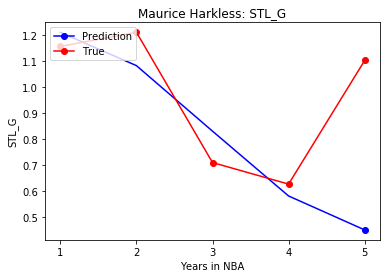 Maurice Harkless: STL_G
Prediction
True
1.2
1.1
1.0
0.9
0.8
0.7
0.6
0.5
STL_G
1 2 3 4 5
Years in NBA